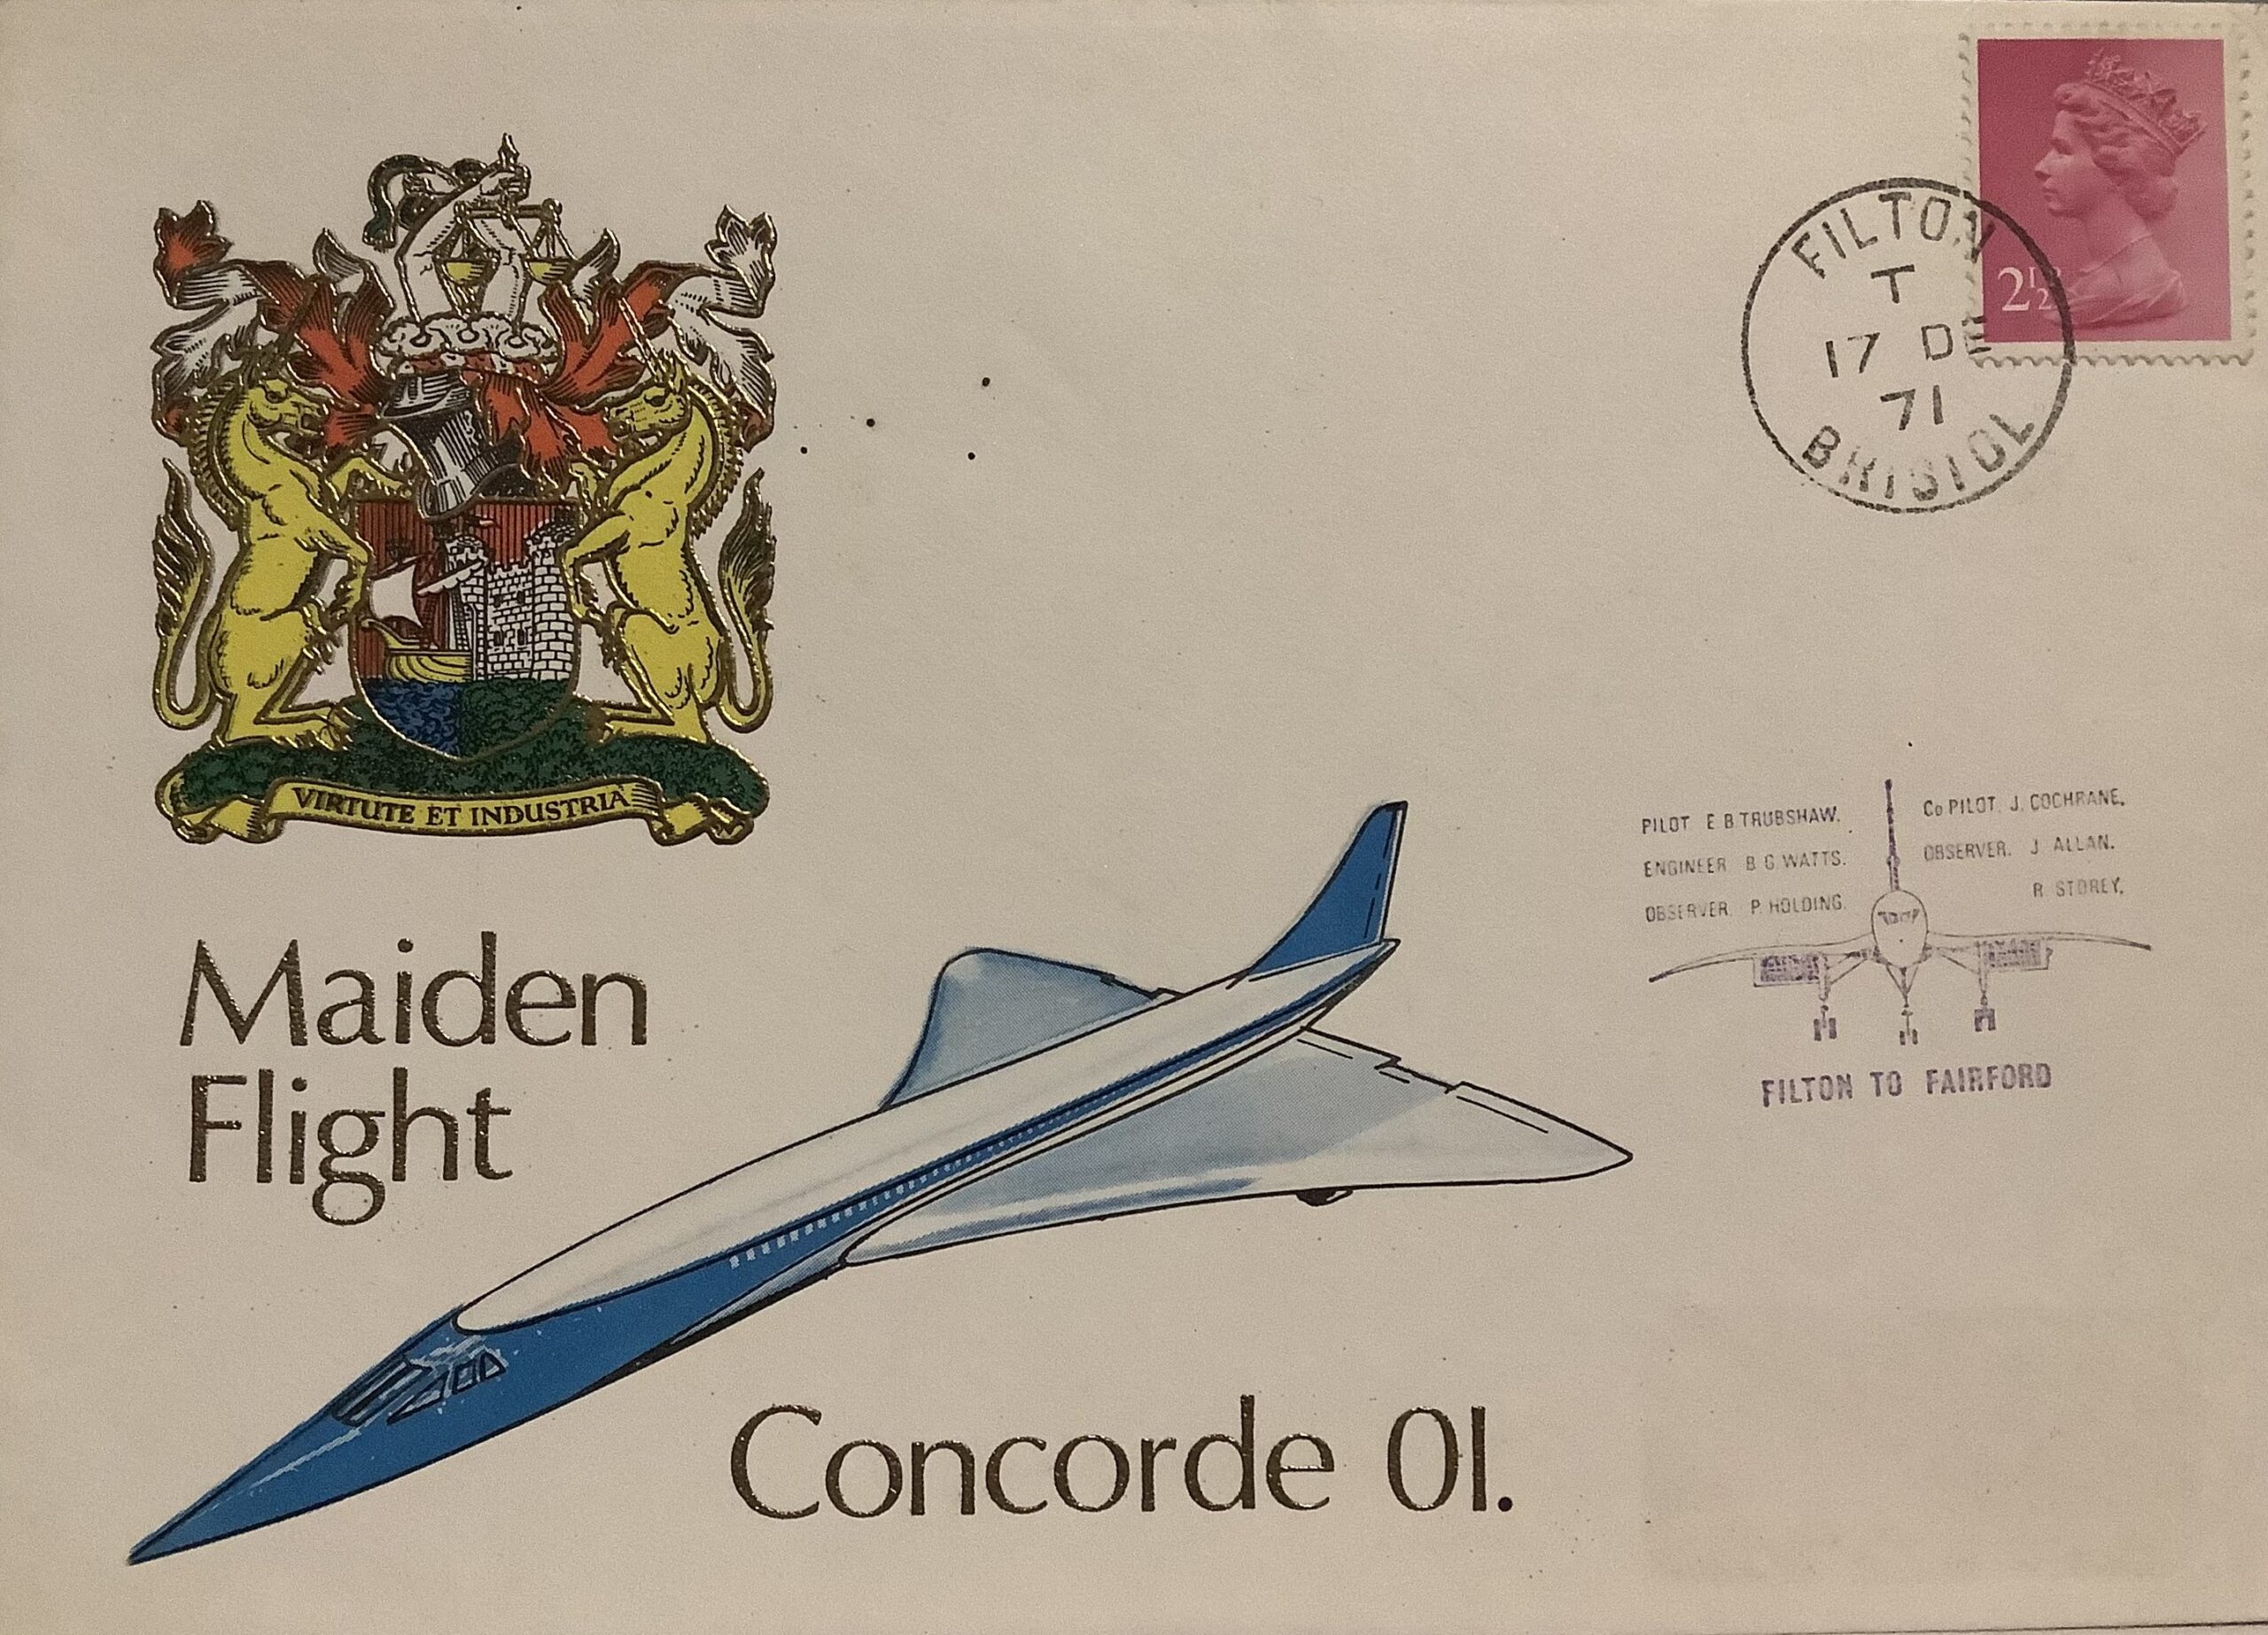 2½
FILTON
T
17 DE
71
BRISTOL
VIRTUTE ET INDUSTRIA
PILOT E B TRUBSHAW.
ENGINEER B G WATTS.
OBSERVER. P. HOLDING.
Co PILOT. J. COCHRANE.
OBSERVER. J ALLAN.
R STOREY.
FILTON TO FAIRFORD
Maiden
Flight
Concorde 01.